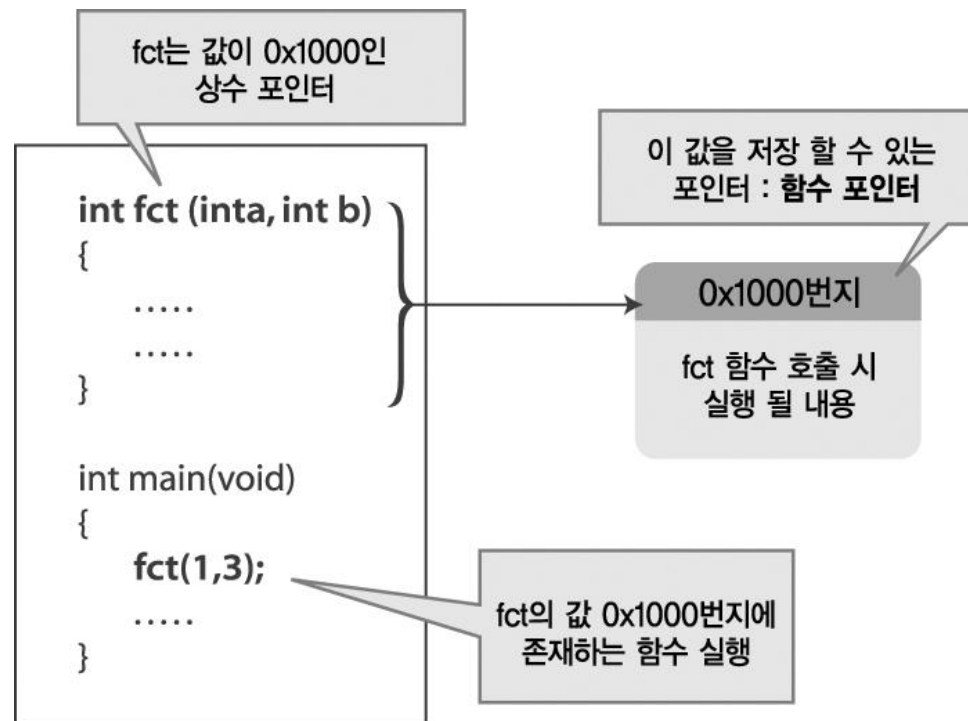 fct는 값이 0x1000인
상수 포인터
이 값을 저장 할 수 있는
포인터 : 함수 포인터
int fct (inta, int b)
{
.....
.....
}
0x1000번지
fct 함수 호출 시
실행 될 내용
int main(void)
{
fct(1,3);
.....
}
fct의 값 0x1000번지에
존재하는 함수 실행